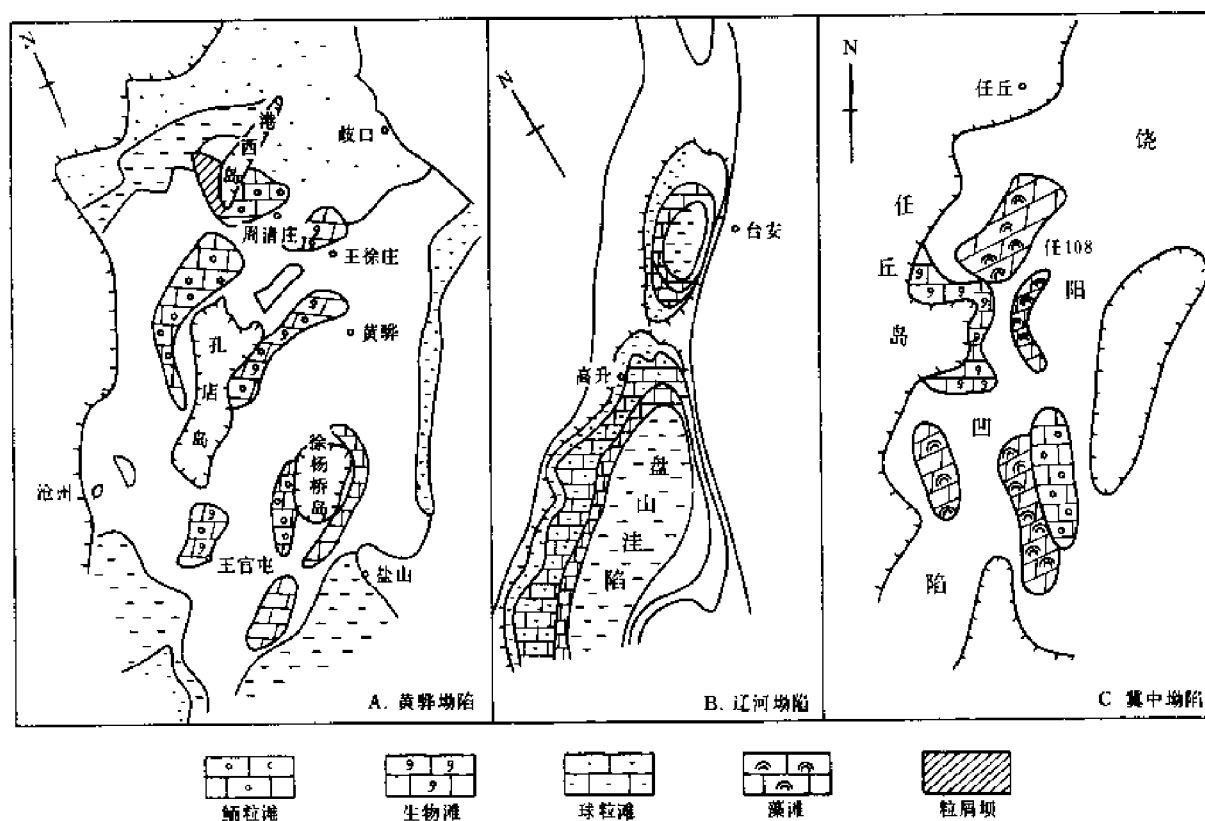 N
港西岛
歧口
周清庄
王徐庄
孔店岛
黄骅
徐杨桥岛
沧州
王官屯
盐山
A. 黄骅坳陷
N
台安
高升
盘山洼陷
B. 辽河坳陷
N
任丘
饶阳凹陷
任丘岛
任108
C 冀中坳陷
鲕粒滩
生物滩
球粒滩
藻滩
粒屑坝